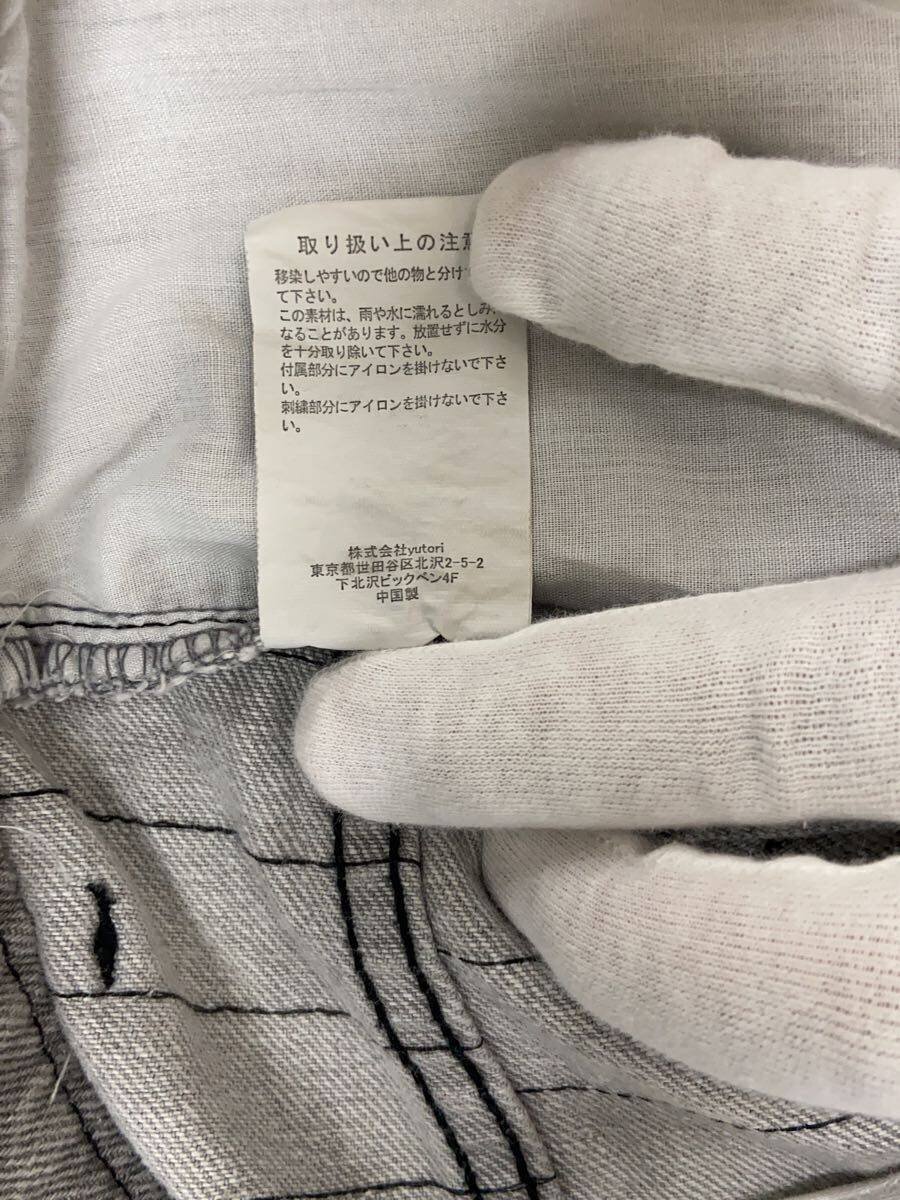 取り扱い上の注意
移染しやすいので他の物と分け
て下さい。
この素材は、雨や水に濡れるとしみに
なることがあります。放置せずに水分
を十分取り除いて下さい。
付属部分にアイロンを掛けないで下さ
い。
刺繍部分にアイロンを掛けないで下さ
い。
株式会社yutori
東京都世田谷区北沢2-5-2
下北沢ビックベン4F
中国製